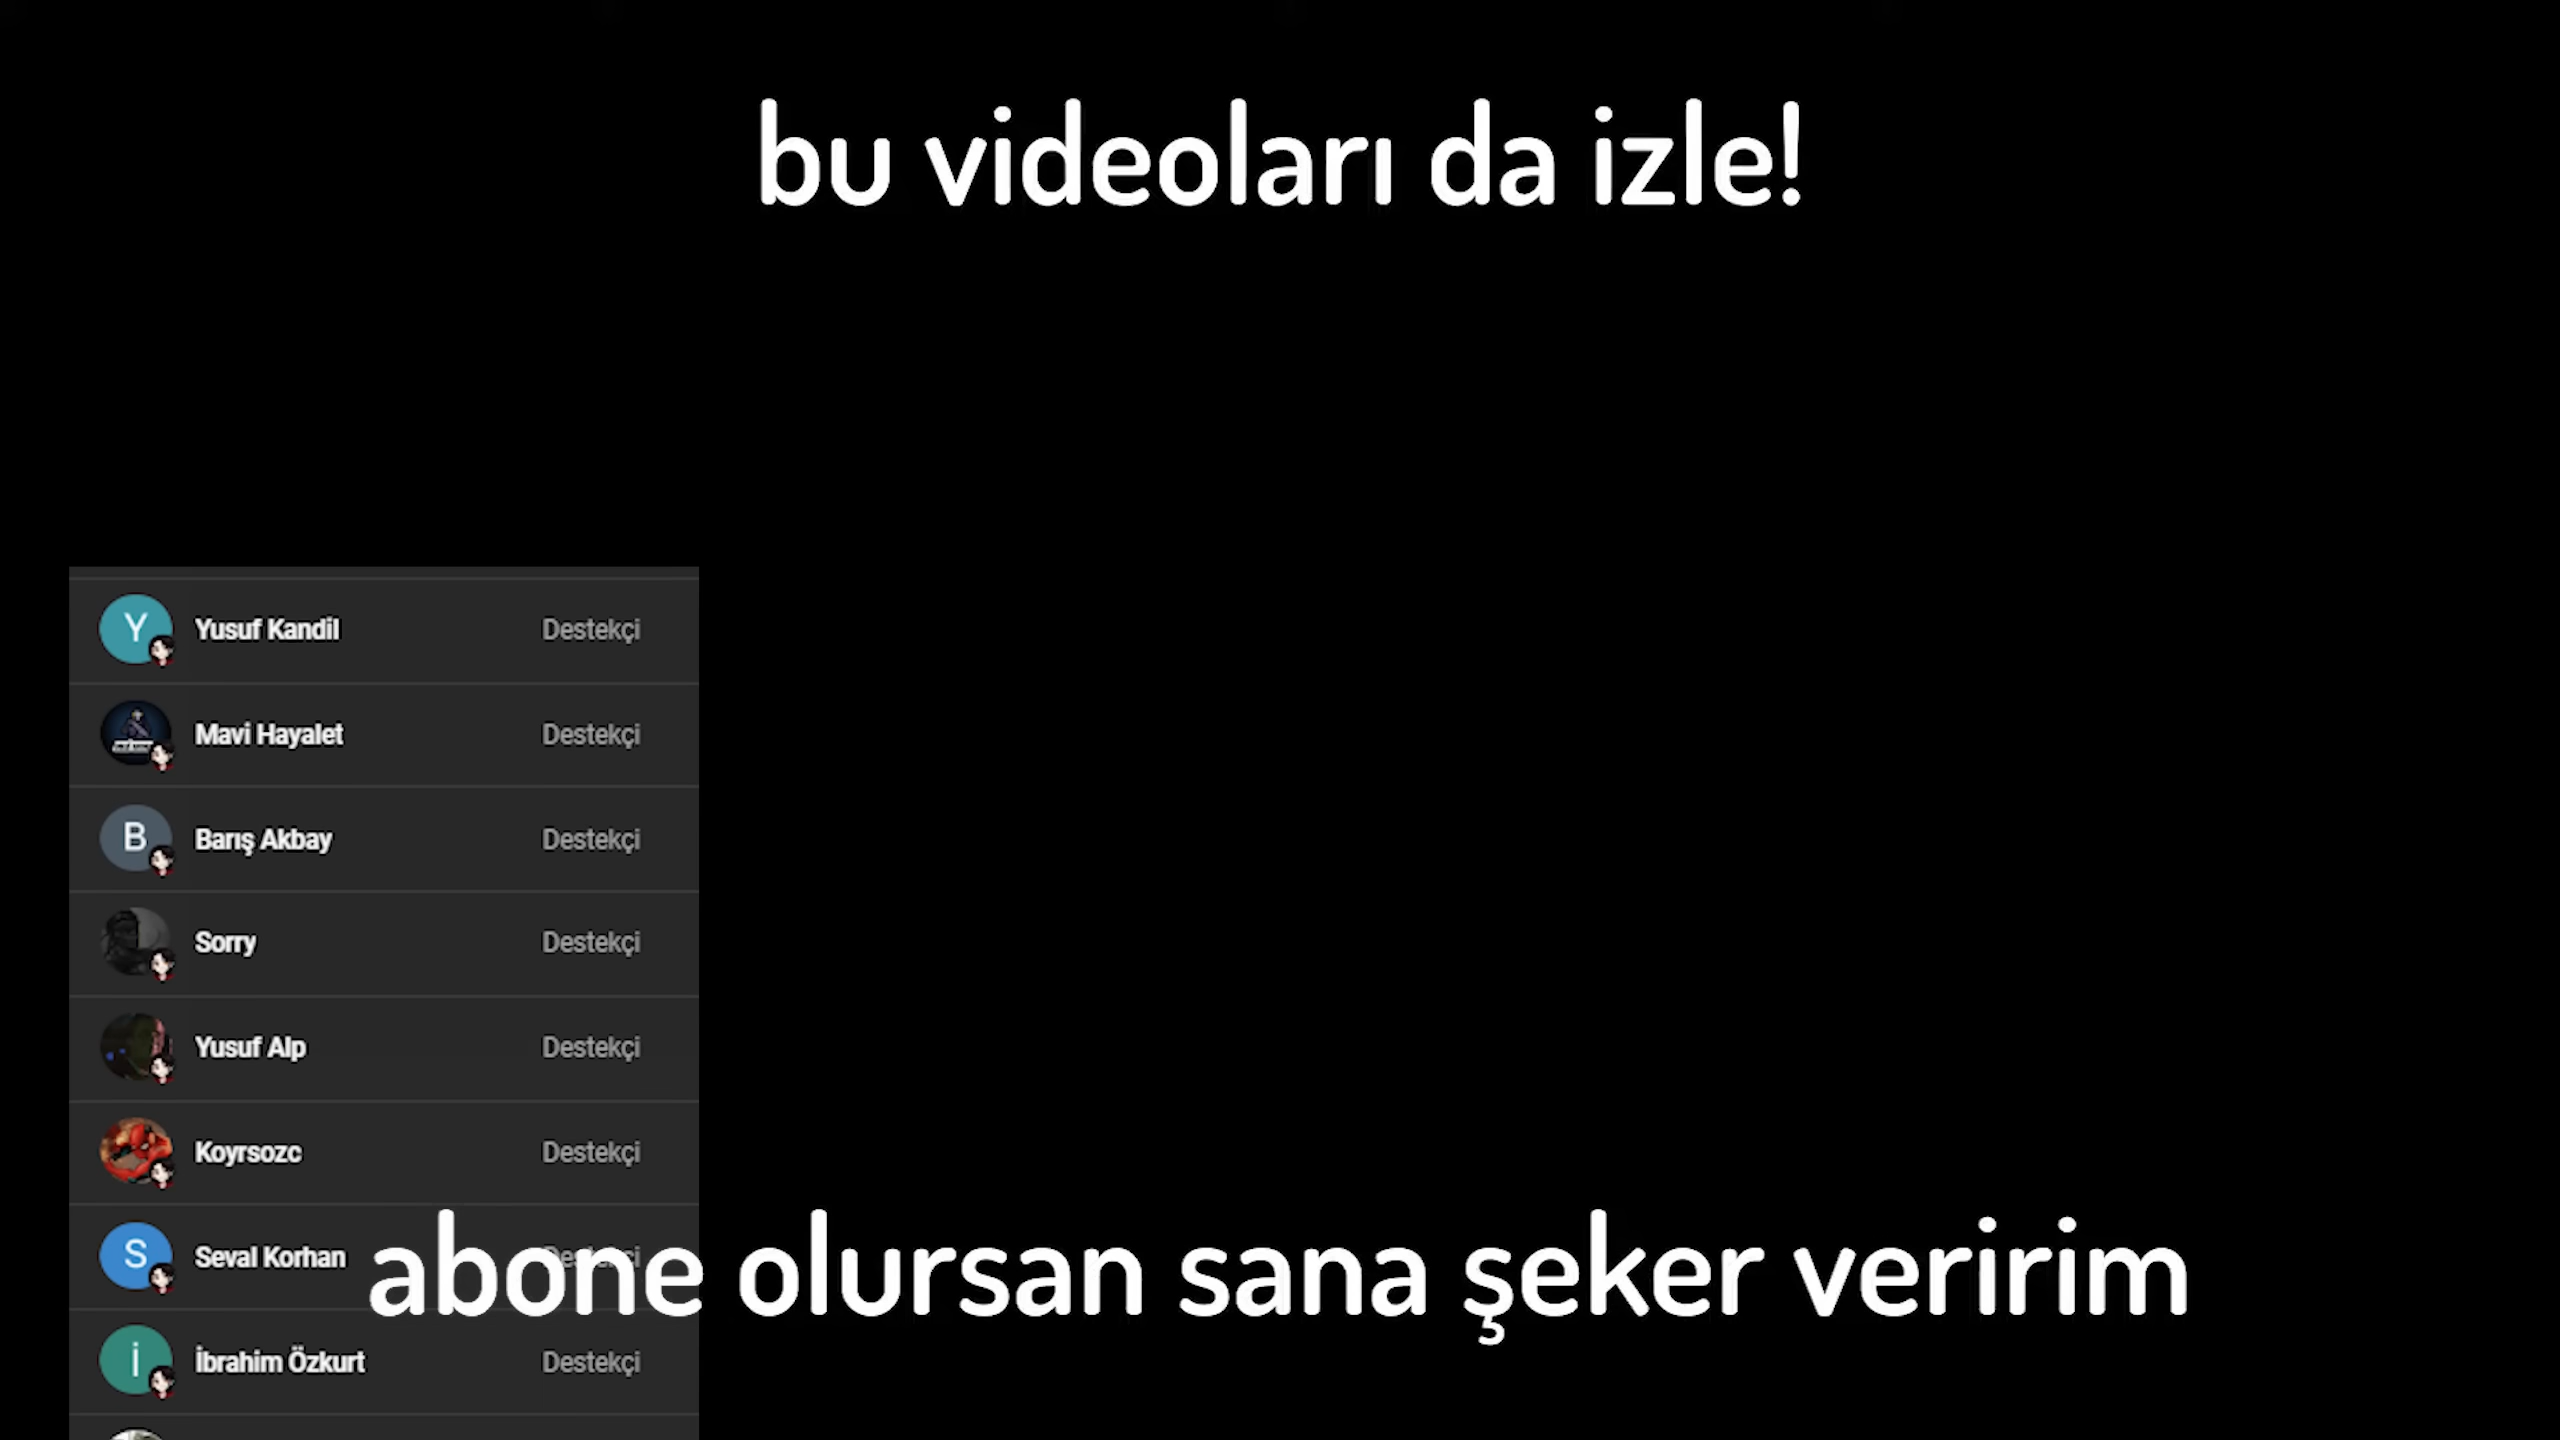 bu videoları da izle!
Y Yusuf Kandil Destekçi
Mavi Hayalet Destekçi
B Barış Akbay Destekçi
Sorry Destekçi
Yusuf Alp Destekçi
Koyrsozc Destekçi
S Seval Korhan Destekçi
abone olursan sana şeker veririm
İ İbrahim Özkurt Destekçi